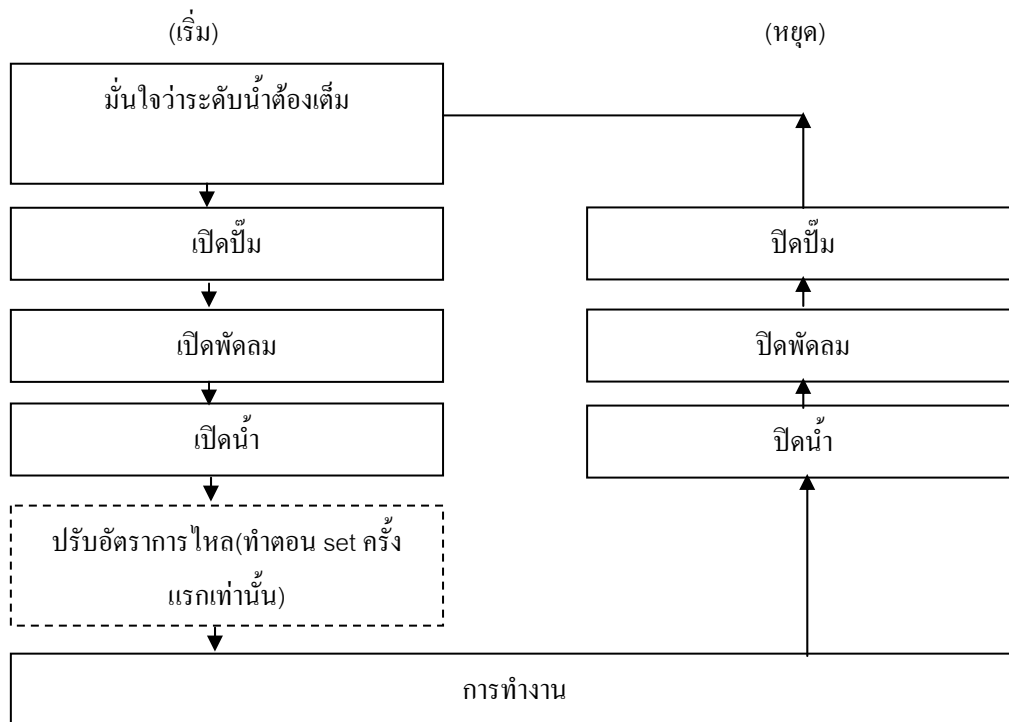 (เริ่ม)
(หยุด)
มั่นใจว่าระดับน้ำต้องเต็ม
เปิดปั๊ม
ปิดปั๊ม
เปิดพัดลม
ปิดพัดลม
เปิดน้ำ
ปิดน้ำ
ปรับอัตราการไหล(ทำตอน set ครั้ง
แรกเท่านั้น)
การทำงาน